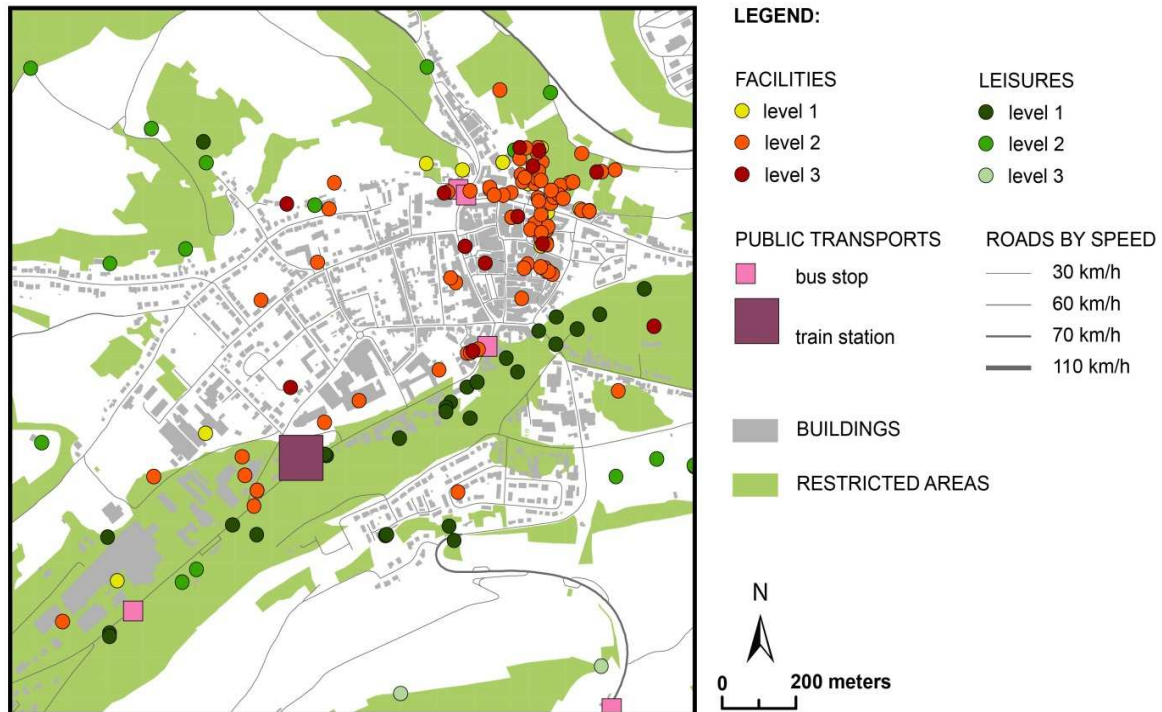 LEGEND:
FACILITIES
level 1
level 2
level 3
LEISURES
level 1
level 2
level 3
PUBLIC TRANSPORTS
bus stop
train station
ROADS BY SPEED
30 km/h
60 km/h
70 km/h
110 km/h
BUILDINGS
RESTRICTED AREAS
N
0 200 meters